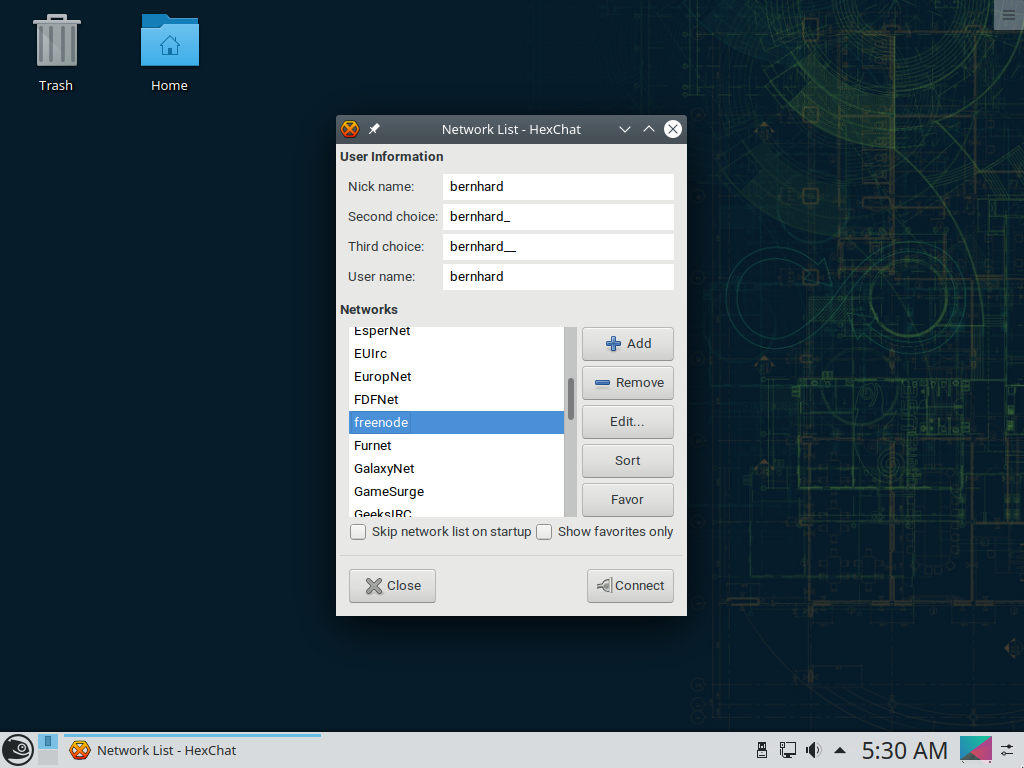 Trash
Home
Network List - HexChat
User Information
Nick name: bernhard
Second choice: bernhard_
Third choice: bernhard__
User name: bernhard
Networks
EsperNet
EUIrc
EuropNet
FDFNet
freenode
Furnet
GalaxyNet
GameSurge
GeeksIRC
Add
Remove
Edit...
Sort
Favor
Skip network list on startup
Show favorites only
Close
Connect
Network List - HexChat
5:30 AM